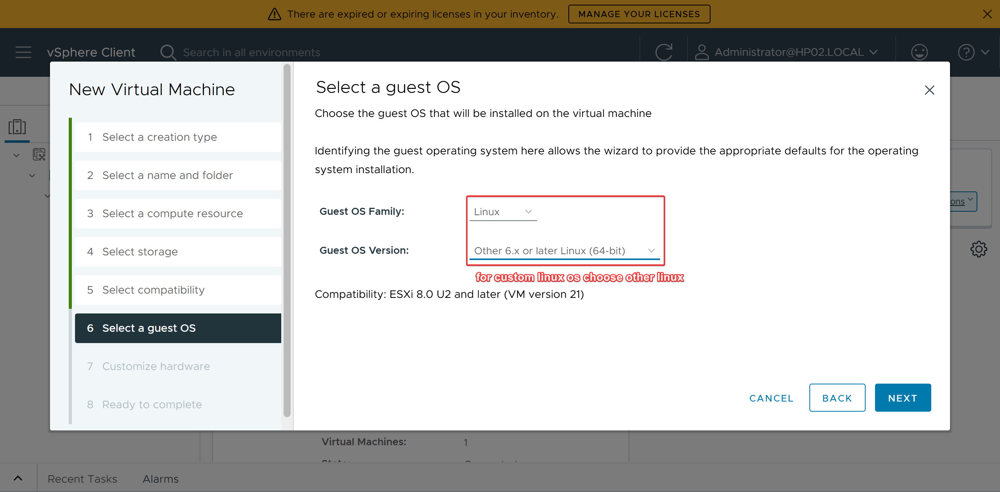 There are expired or expiring licenses in your inventory. MANAGE YOUR LICENSES
vSphere Client Search in all environments Administrator@HP02.LOCAL
New Virtual Machine
1 Select a creation type
2 Select a name and folder
3 Select a compute resource
4 Select storage
5 Select compatibility
6 Select a guest OS
7 Customize hardware
8 Ready to complete
Select a guest OS
Choose the guest OS that will be installed on the virtual machine
Identifying the guest operating system here allows the wizard to provide the appropriate defaults for the operating
system installation.
Guest OS Family: Linux
Guest OS Version: Other 6.x or later Linux (64-bit)
for custom linux os choose other linux
Compatibility: ESXi 8.0 U2 and later (VM version 21)
CANCEL BACK NEXT
ons
Virtual Machines: 1
Recent Tasks Alarms